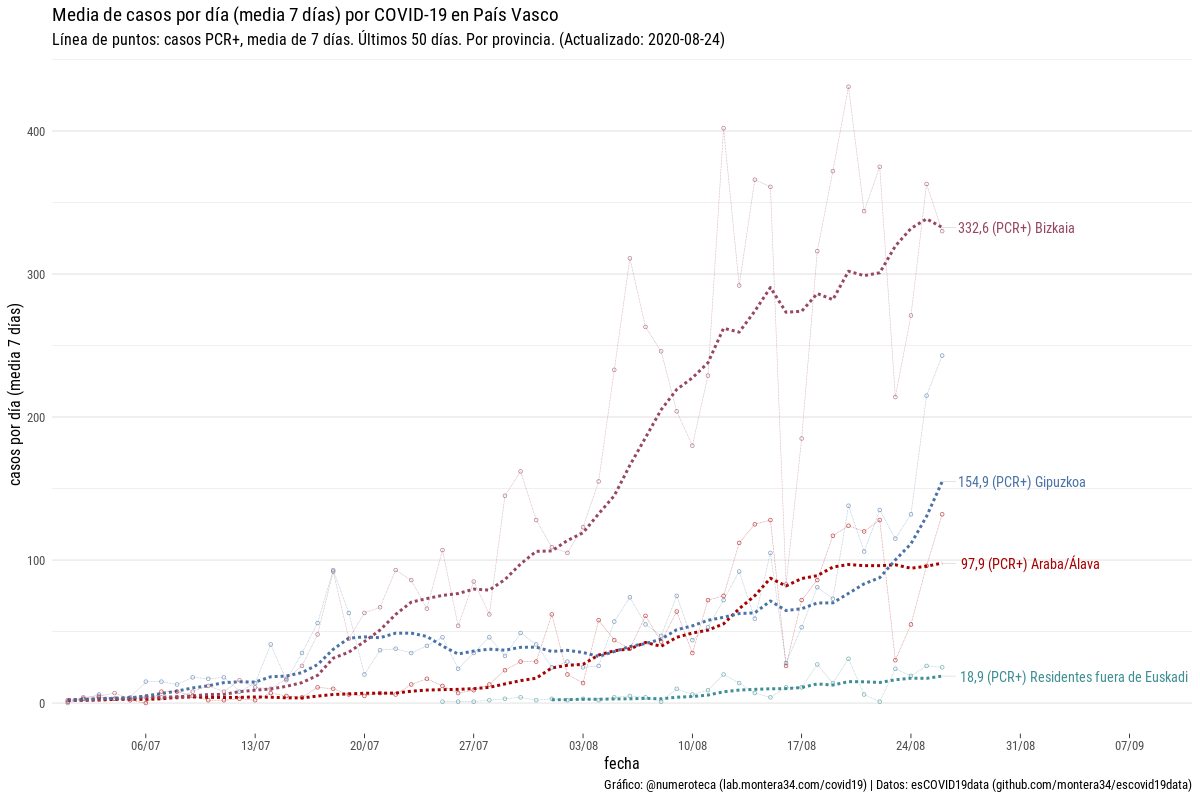 Media de casos por día (media 7 días) por COVID-19 en País Vasco
Línea de puntos: casos PCR+, media de 7 días. Últimos 50 días. Por provincia. (Actualizado: 2020-08-24)
casos por día (media 7 días)
400
300
200
100
0
332,6 (PCR+) Bizkaia
154,9 (PCR+) Gipuzkoa
97,9 (PCR+) Araba/Álava
18,9 (PCR+) Residentes fuera de Euskadi
06/07 13/07 20/07 27/07 03/08 10/08 17/08 24/08 31/08 07/09
fecha
Gráfico: @numeroteca (lab.montera34.com/covid19) | Datos: esCOVID19data (github.com/montera34/escovid19data)